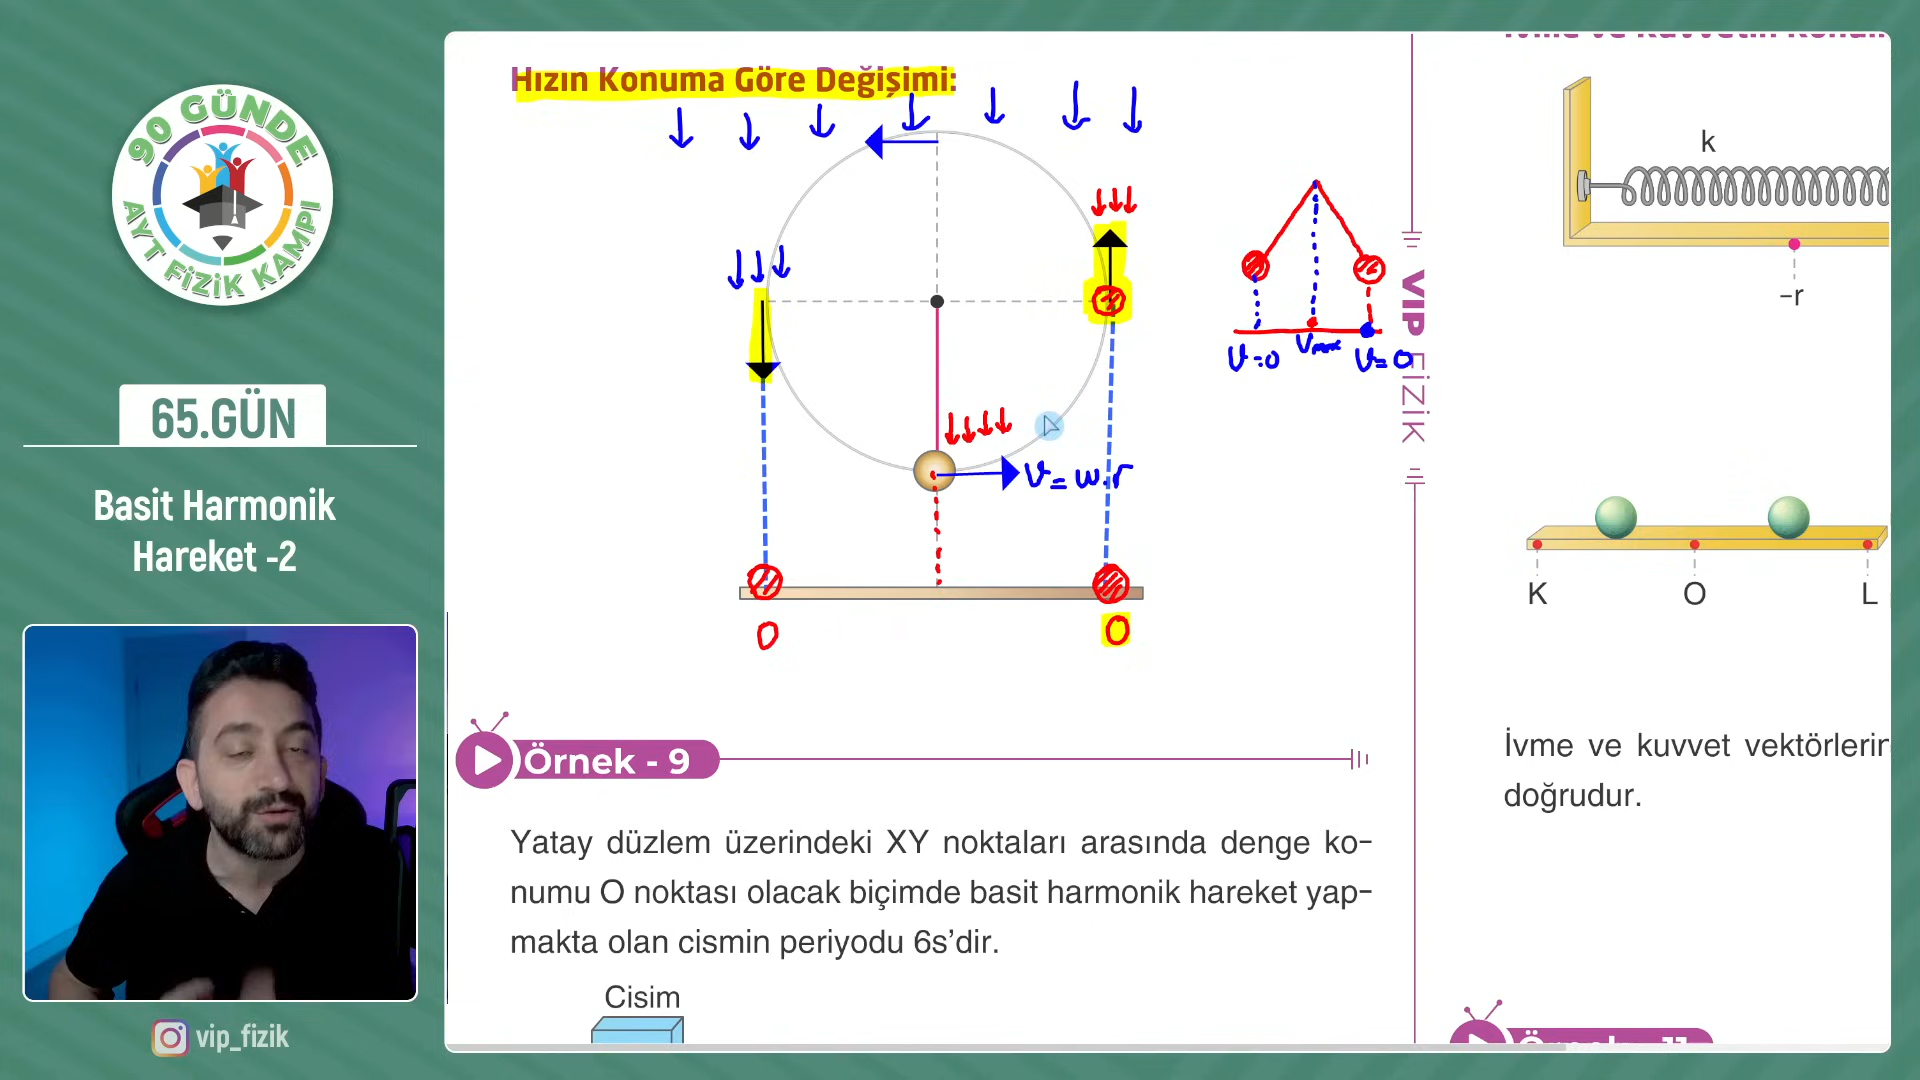 90 GÜNDE
AYT FİZİK KAMPI
65.GÜN
Basit Harmonik
Hareket -2
vip_fizik
Hızın Konuma Göre Değişimi:
V = w.r
V=0
Vmax
V=0
0
0
Örnek - 9
Yatay düzlem üzerindeki XY noktaları arasında denge ko-
numu O noktası olacak biçimde basit harmonik hareket yap-
makta olan cismin periyodu 6s'dir.
Cisim
VIP FİZİK
k
-r
K
O
L
İvme ve kuvvet vektörlerin
doğrudur.